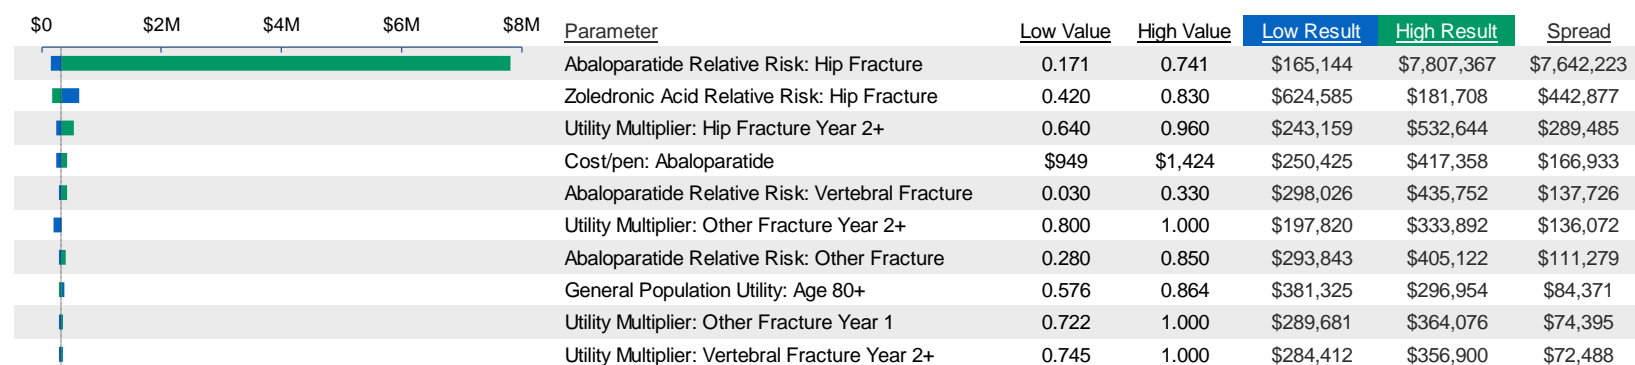 $0 $2M $4M $6M $8M Parameter Low Value High Value Low Result High Result Spread
Abaloparatide Relative Risk: Hip Fracture 0.171 0.741 $165,144 $7,807,367 $7,642,223
Zoledronic Acid Relative Risk: Hip Fracture 0.420 0.830 $624,585 $181,708 $442,877
Utility Multiplier: Hip Fracture Year 2+ 0.640 0.960 $243,159 $532,644 $289,485
Cost/pen: Abaloparatide $949 $1,424 $250,425 $417,358 $166,933
Abaloparatide Relative Risk: Vertebral Fracture 0.030 0.330 $298,026 $435,752 $137,726
Utility Multiplier: Other Fracture Year 2+ 0.800 1.000 $197,820 $333,892 $136,072
Abaloparatide Relative Risk: Other Fracture 0.280 0.850 $293,843 $405,122 $111,279
General Population Utility: Age 80+ 0.576 0.864 $381,325 $296,954 $84,371
Utility Multiplier: Other Fracture Year 1 0.722 1.000 $289,681 $364,076 $74,395
Utility Multiplier: Vertebral Fracture Year 2+ 0.745 1.000 $284,412 $356,900 $72,488